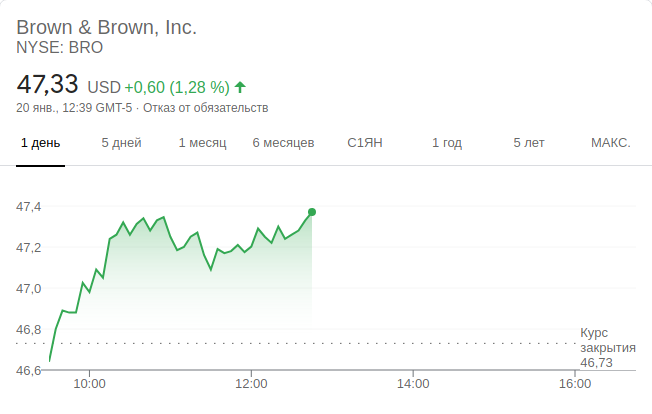 Brown & Brown, Inc.
NYSE: BRO
47,33 USD +0,60 (1,28 %)
20 янв., 12:39 GMT-5 · Отказ от обязательств
1 день 5 дней 1 месяц 6 месяцев С1ЯН 1 год 5 лет МАКС.
47,4
47,2
47,0
46,8
Курс
закрытия
46,73
46,6
10:00 12:00 14:00 16:00